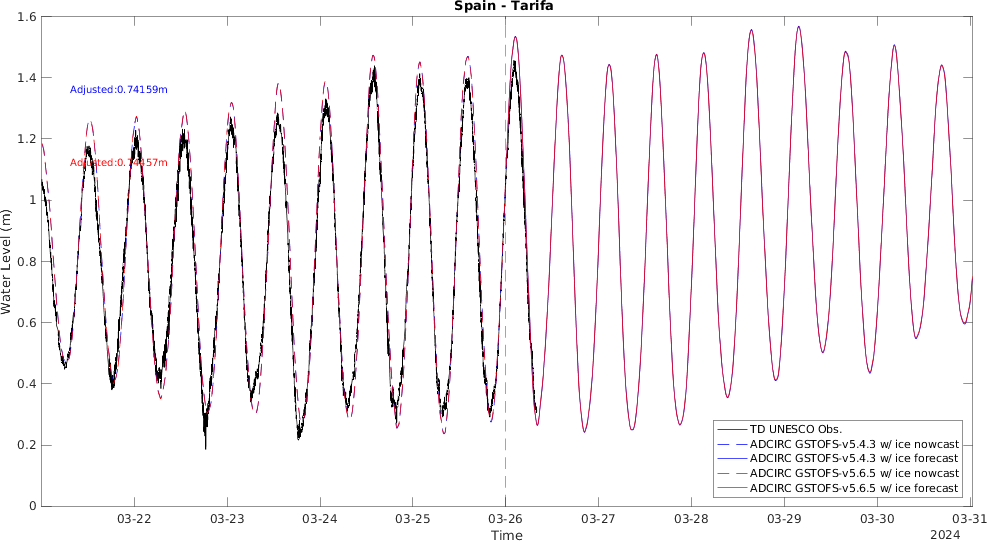 Spain - Tarifa
1.6
1.4
1.2
1
0.8
0.6
0.4
0.2
0
Water Level (m)
Adjusted:0.74159m
Adjusted:0.74457m
TD UNESCO Obs.
ADCIRC GSTOFS-v5.4.3 w/ ice nowcast
ADCIRC GSTOFS-v5.4.3 w/ ice forecast
ADCIRC GSTOFS-v5.6.5 w/ ice nowcast
ADCIRC GSTOFS-v5.6.5 w/ ice forecast
03-22 03-23 03-24 03-25 03-26 03-27 03-28 03-29 03-30 03-31
Time
2024